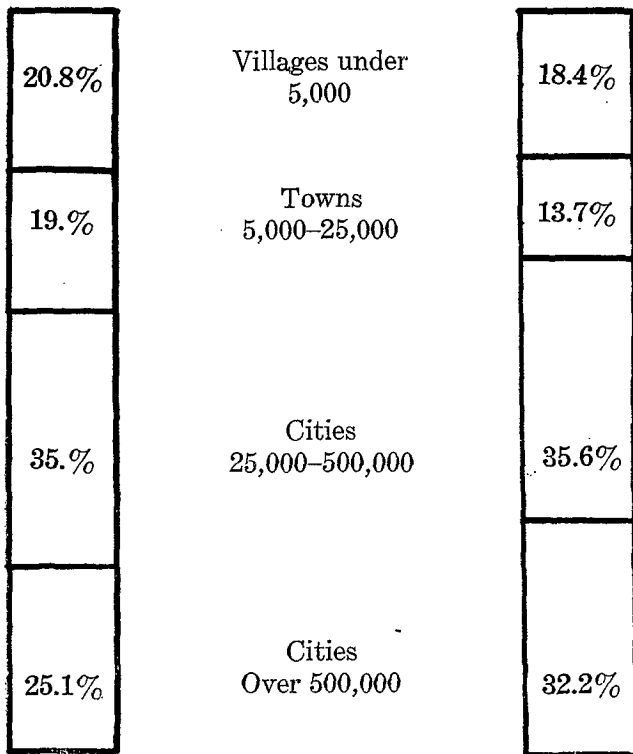 20.8% Villages under 18.4%
5,000
19.% Towns 13.7%
5,000–25,000
Cities
35.% 25,000–500,000 35.6%
Cities
25.1% Over 500,000 32.2%